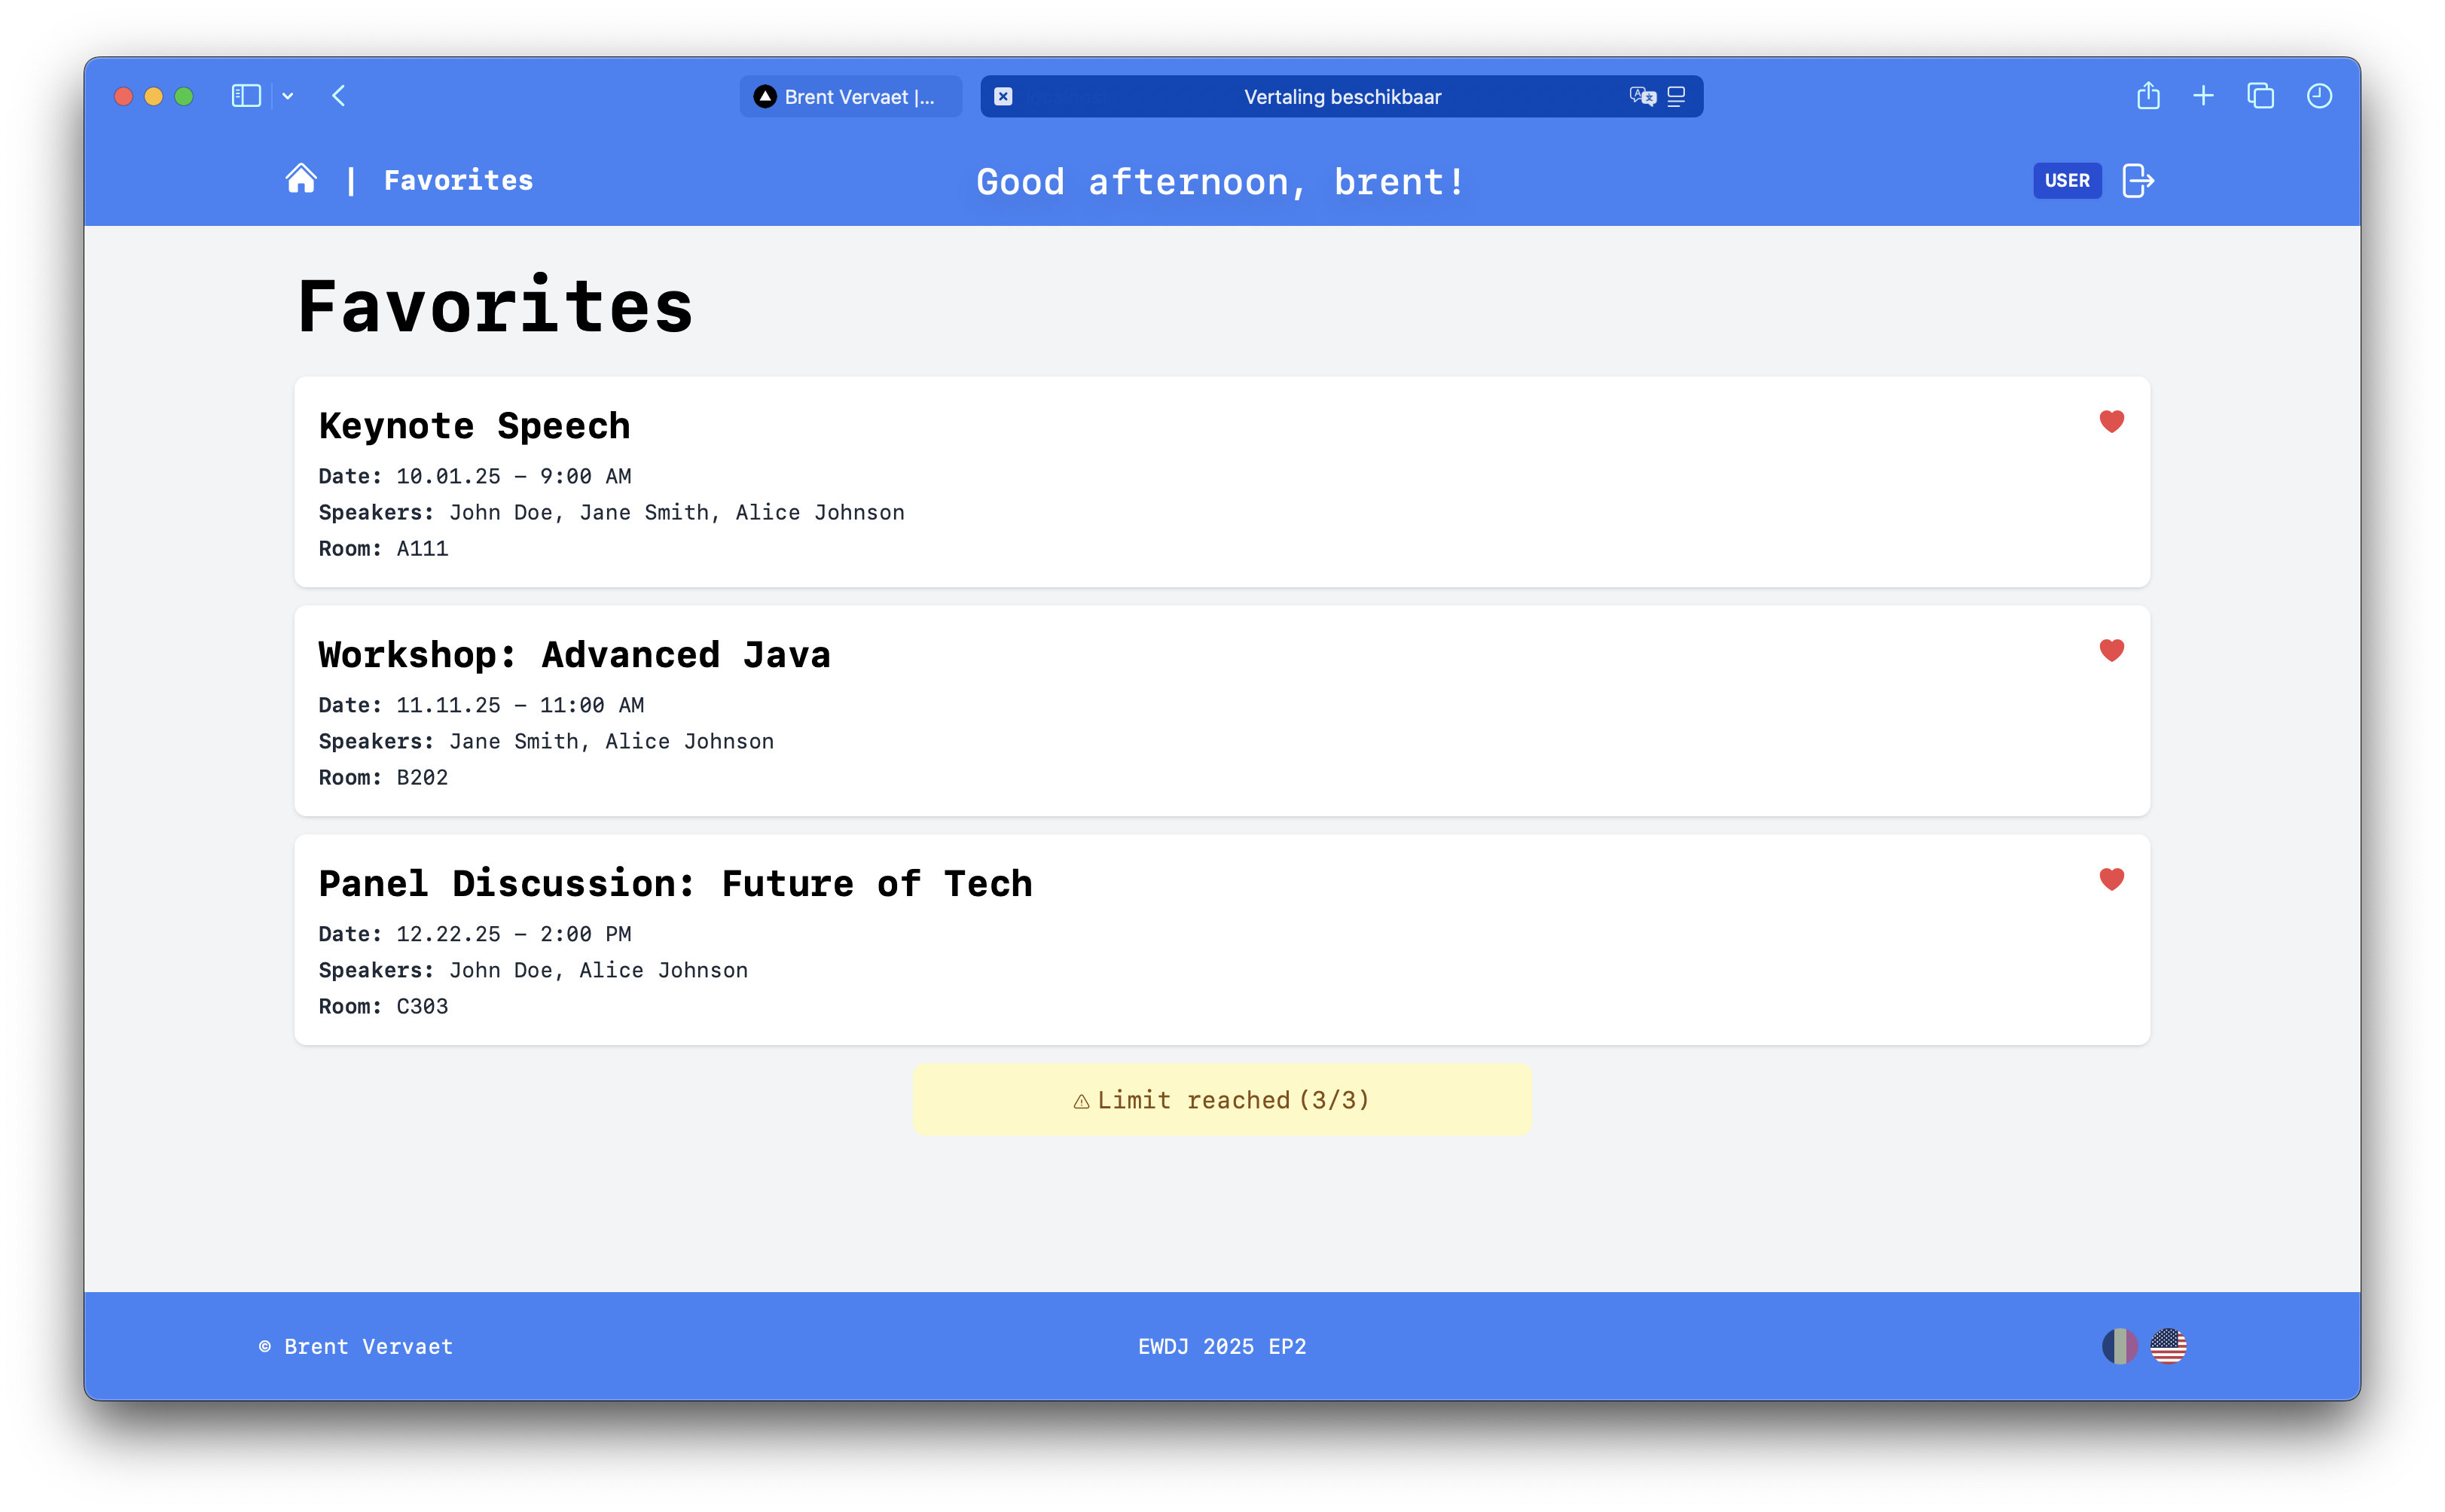 Brent Vervaet |...
Vertaling beschikbaar
| Favorites
Good afternoon, brent!
USER
Favorites
Keynote Speech
Date: 10.01.25 – 9:00 AM
Speakers: John Doe, Jane Smith, Alice Johnson
Room: A111
Workshop: Advanced Java
Date: 11.11.25 – 11:00 AM
Speakers: Jane Smith, Alice Johnson
Room: B202
Panel Discussion: Future of Tech
Date: 12.22.25 – 2:00 PM
Speakers: John Doe, Alice Johnson
Room: C303
⚠ Limit reached (3/3)
© Brent Vervaet
EWDJ 2025 EP2